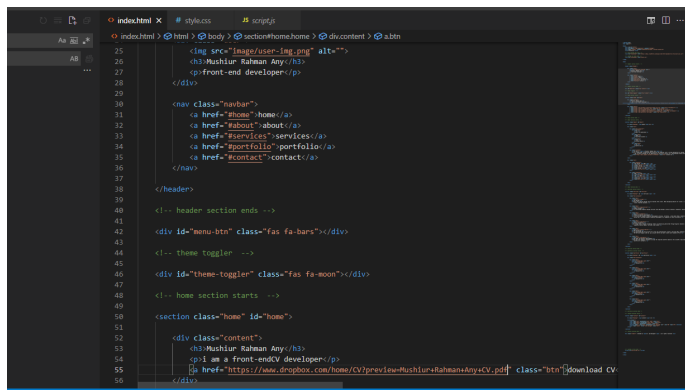 index.html × # style.css JS script.js
index.html > html > body > section#home.home > div.content > a.btn
Aa
AB
...
25 <img src="image/user-img.png" alt="">
26 <h3>Mushiur Rahman Any</h3>
27 <p>front-end developer</p>
28 </div>
29
30 <nav class="navbar">
31 <a href="#home">home</a>
32 <a href="#about">about</a>
33 <a href="#services">services</a>
34 <a href="#portfolio">portfolio</a>
35 <a href="#contact">contact</a>
36 </nav>
37
38 </header>
39
40 <!-- header section ends -->
41
42 <div id="menu-btn" class="fas fa-bars"></div>
43
44 <!-- theme toggler -->
45
46 <div id="theme-toggler" class="fas fa-moon"></div>
47
48 <!-- home section starts -->
49
50 <section class="home" id="home">
51
52 <div class="content">
53 <h3>Mushiur Rahman Any</h3>
54 <p>i am a front-endCV developer</p>
55 <a href="https://www.dropbox.com/home/CV?preview=Mushiur+Rahman+Any+CV.pdf" class="btn">download CV<
56 </div>